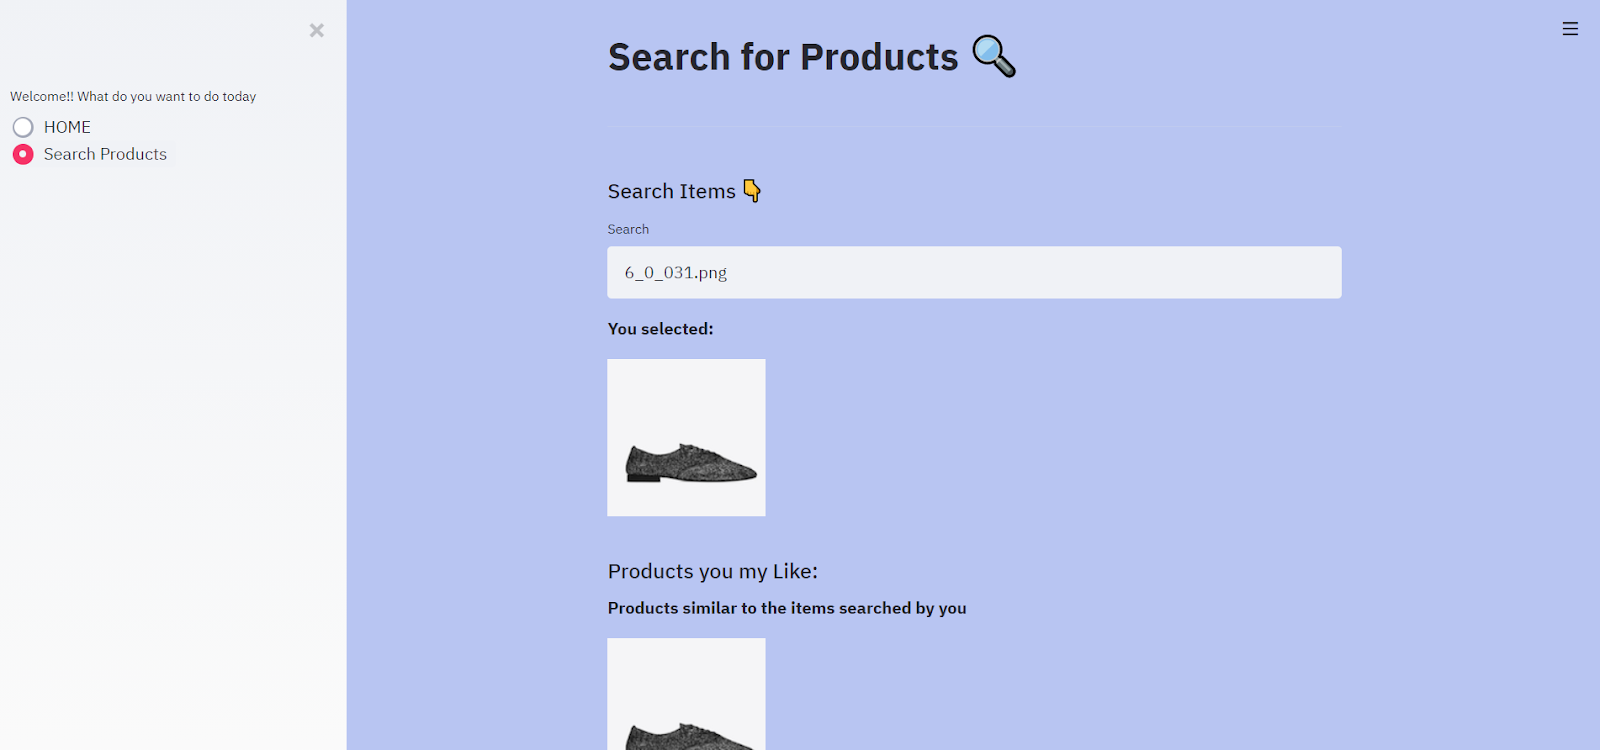 Welcome!! What do you want to do today
HOME
Search Products
Search for Products
Search Items
Search
6_0_031.png
You selected:
Products you my Like:
Products similar to the items searched by you